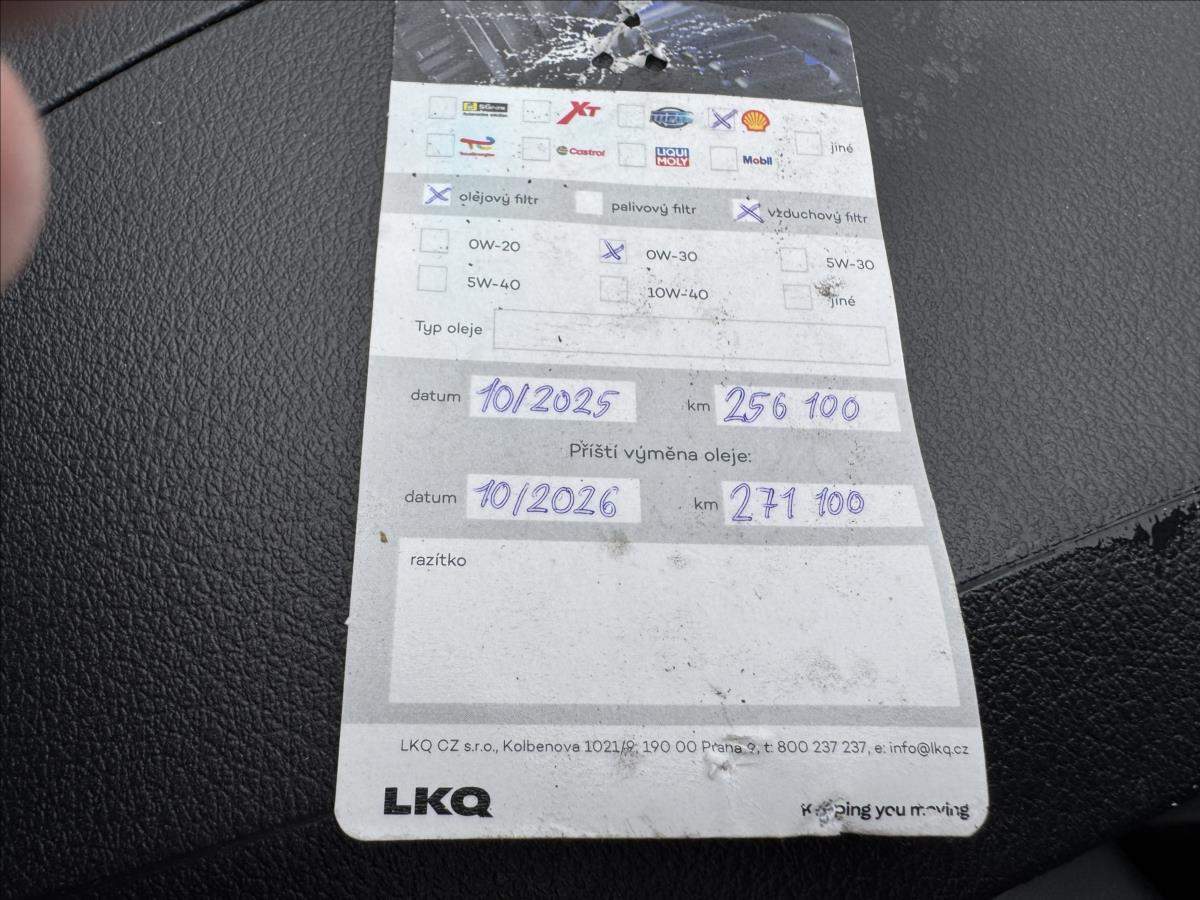 XT
jiné
Castrol LIQUI MOLY Mobil
olejový filtr palivový filtr vzduchový filtr
0W-20 0W-30 5W-30
5W-40 10W-40 jiné
Typ oleje
datum 10/2025 km 256 100
Příští výměna oleje:
datum 10/2026 km 271 100
razítko
LKQ CZ s.r.o., Kolbenova 1021/9, 190 00 Praha 9, t: 800 237 237, e: info@lkq.cz
LKQ Keeping you moving